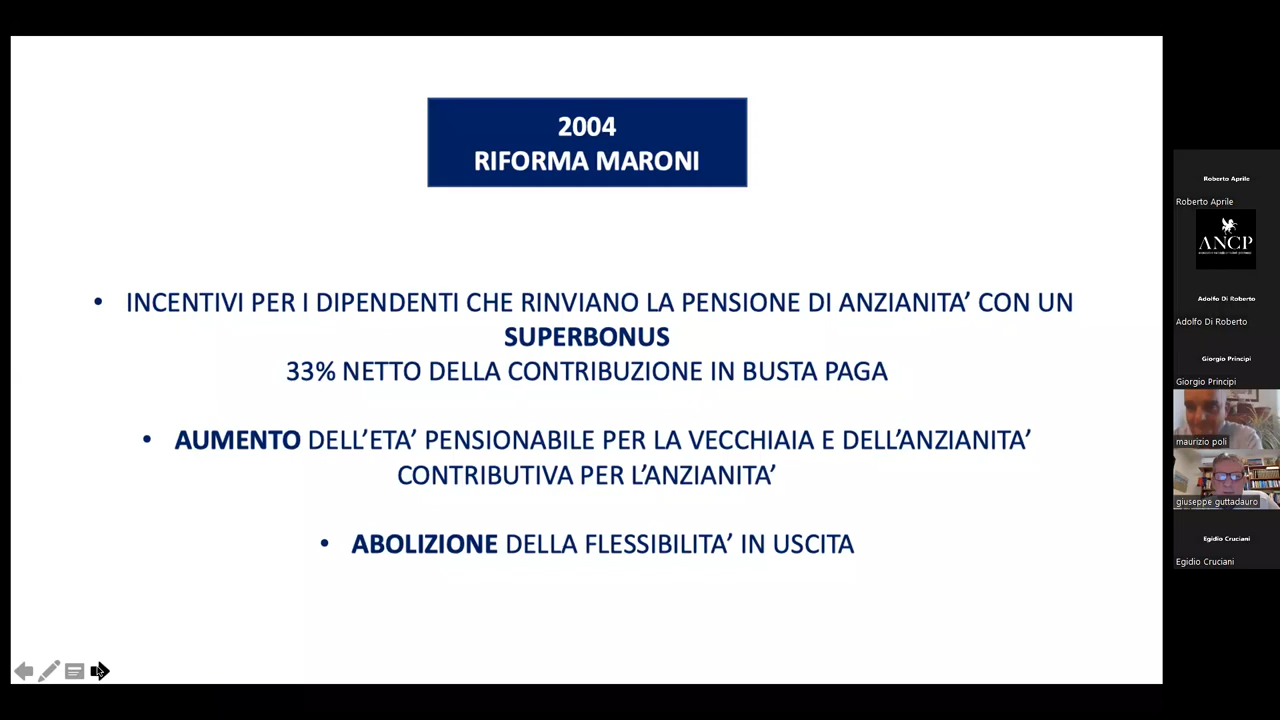 2004
RIFORMA MARONI
• INCENTIVI PER I DIPENDENTI CHE RINVIANO LA PENSIONE DI ANZIANITA’ CON UN
SUPERBONUS
33% NETTO DELLA CONTRIBUZIONE IN BUSTA PAGA
• AUMENTO DELL’ETA’ PENSIONABILE PER LA VECCHIAIA E DELL’ANZIANITA’
CONTRIBUTIVA PER L’ANZIANITA’
• ABOLIZIONE DELLA FLESSIBILITA’ IN USCITA
Roberto Aprile
Roberto Aprile
ANCP
Adolfo Di Roberto
Adolfo Di Roberto
Giorgio Principi
Giorgio Principi
maurizio poli
giuseppe guttadauro
Egidio Cruciani
Egidio Cruciani